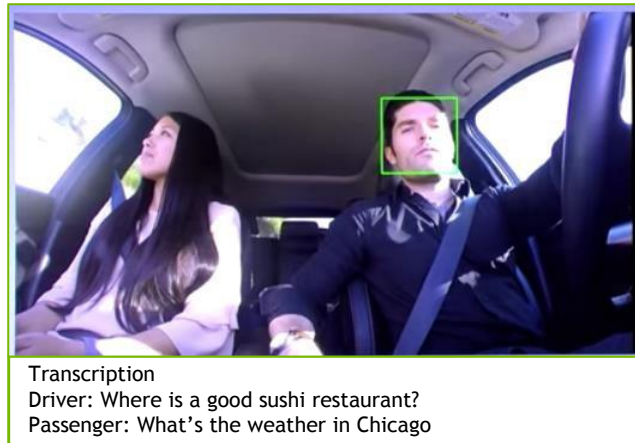 Transcription
Driver: Where is a good sushi restaurant?
Passenger: What’s the weather in Chicago